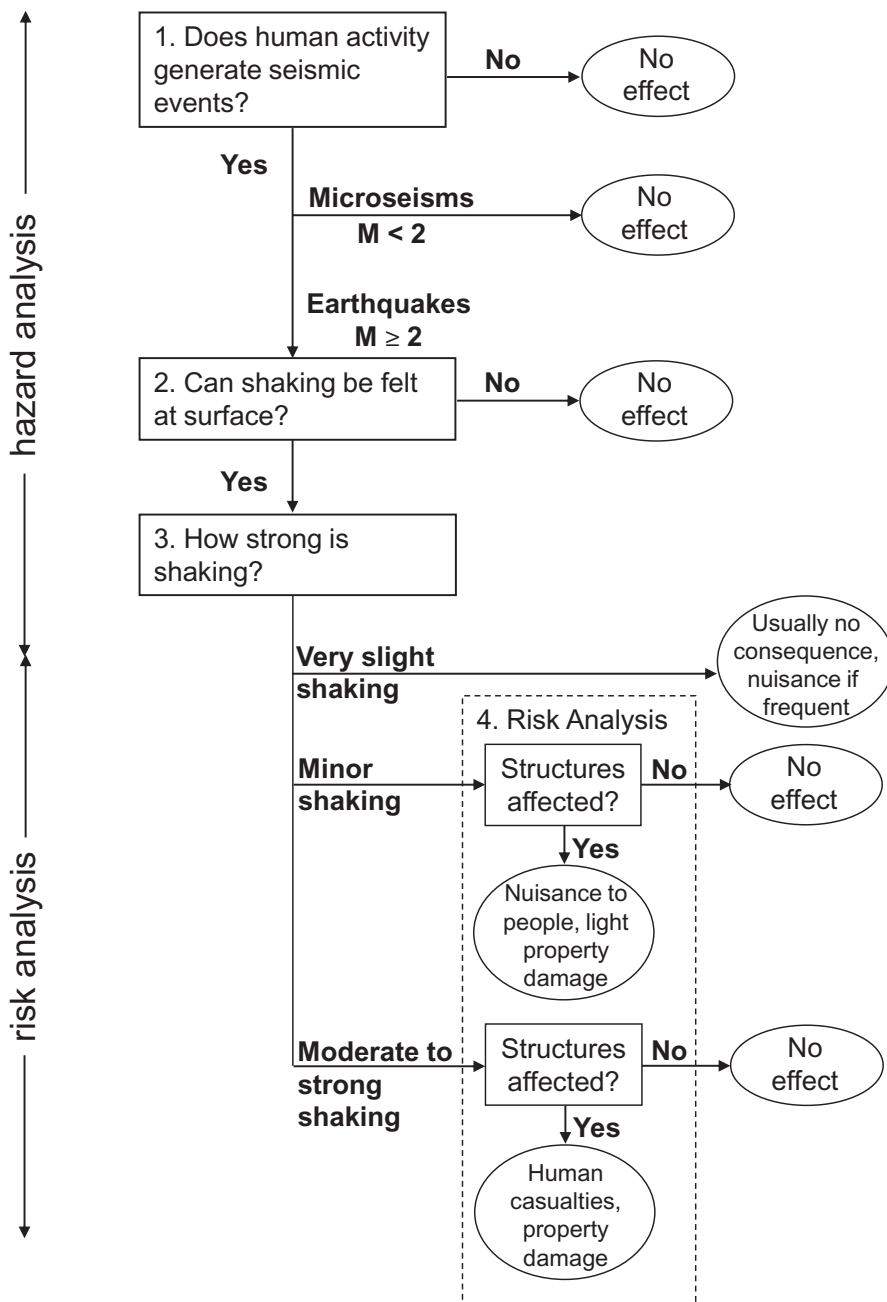 1. Does human activity
generate seismic
events?
No
No
effect
Yes
Microseisms
M < 2
No
effect
Earthquakes
M ≥ 2
2. Can shaking be felt
at surface?
No
No
effect
Yes
3. How strong is
shaking?
hazard analysis
Very slight
shaking
Usually no
consequence,
nuisance if
frequent
4. Risk Analysis
Minor
shaking
Structures
affected?
No
No
effect
Yes
Nuisance to
people, light
property
damage
risk analysis
Moderate to
strong
shaking
Structures
affected?
No
No
effect
Yes
Human
casualties,
property
damage